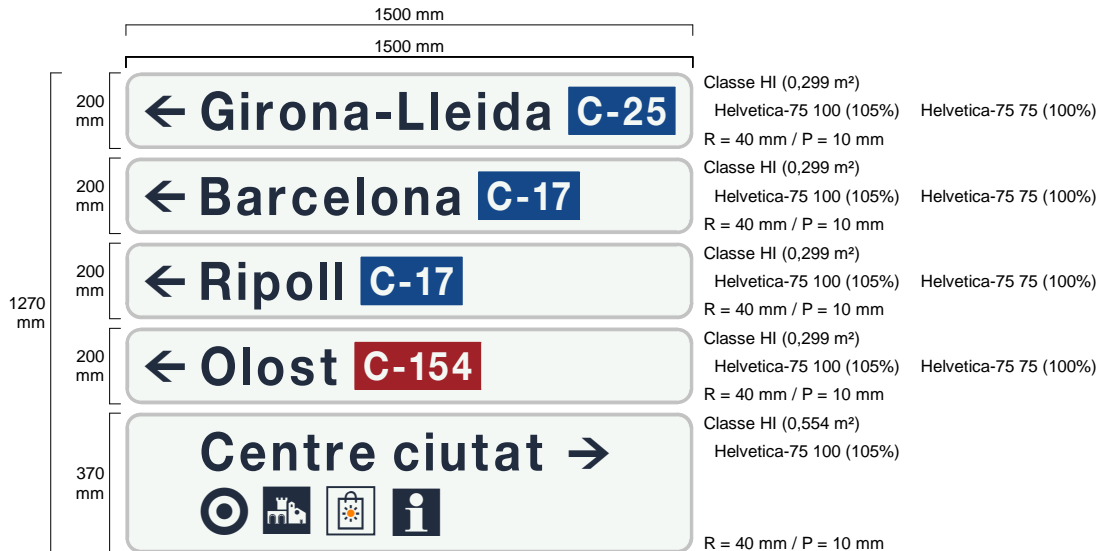 1500 mm
1500 mm
1270 mm
200 mm
← Girona-Lleida C-25
Classe HI (0,299 m²)
Helvetica-75 100 (105%) Helvetica-75 75 (100%)
R = 40 mm / P = 10 mm
200 mm
← Barcelona C-17
Classe HI (0,299 m²)
Helvetica-75 100 (105%) Helvetica-75 75 (100%)
R = 40 mm / P = 10 mm
200 mm
← Ripoll C-17
Classe HI (0,299 m²)
Helvetica-75 100 (105%) Helvetica-75 75 (100%)
R = 40 mm / P = 10 mm
200 mm
← Olost C-154
Classe HI (0,299 m²)
Helvetica-75 100 (105%) Helvetica-75 75 (100%)
R = 40 mm / P = 10 mm
370 mm
Centre ciutat →
i
Classe HI (0,554 m²)
Helvetica-75 100 (105%)
R = 40 mm / P = 10 mm